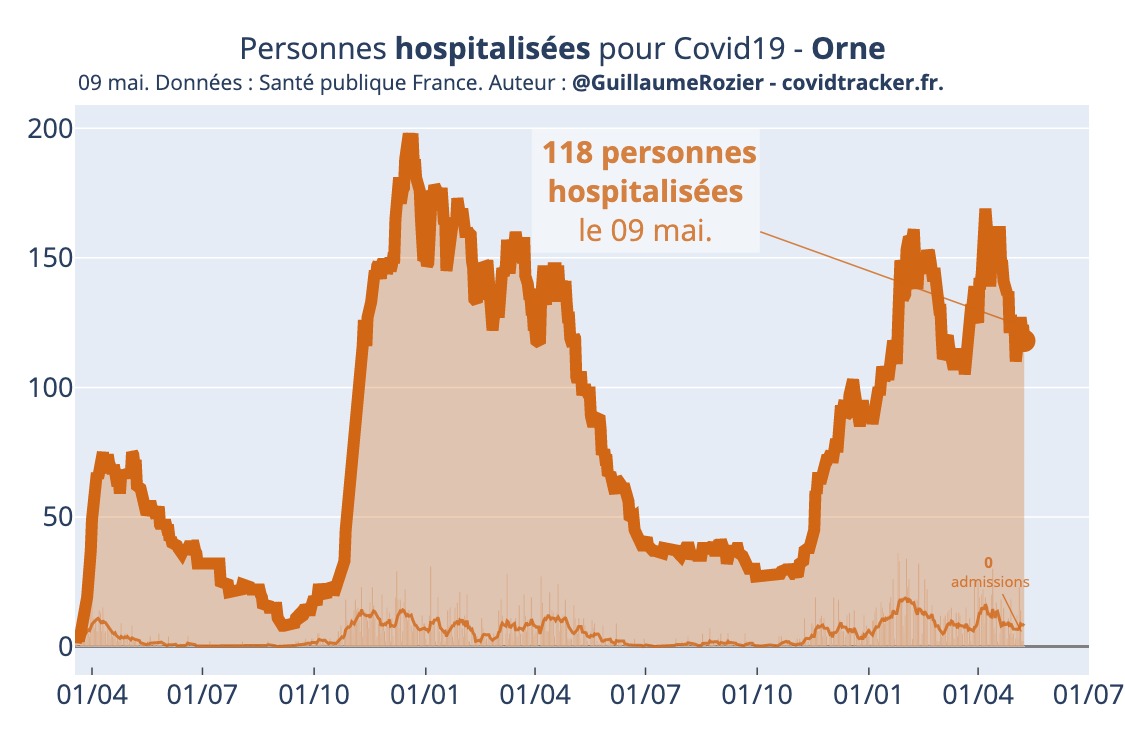 Personnes hospitalisées pour Covid19 - Orne
09 mai. Données : Santé publique France. Auteur : @GuillaumeRozier - covidtracker.fr.
200
150
100
50
0
118 personnes
hospitalisées
le 09 mai.
0
admissions
01/04 01/07 01/10 01/01 01/04 01/07 01/10 01/01 01/04 01/07